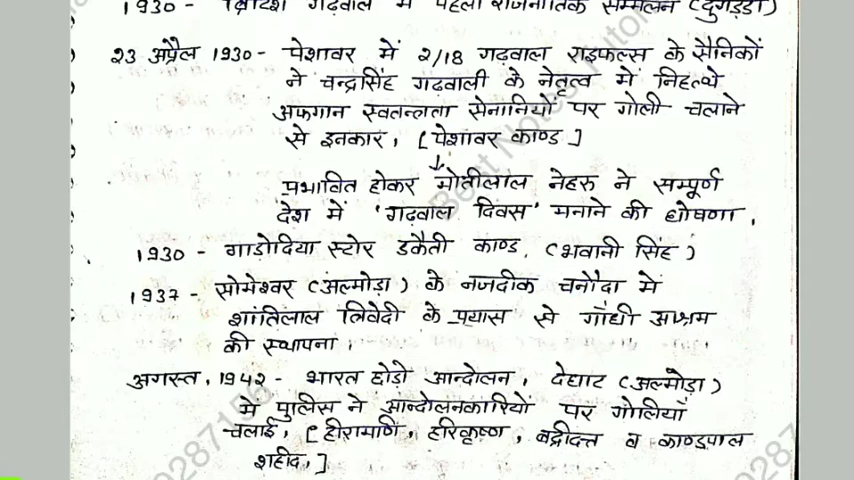 1930 - ब्रिटिश गढ़वाल में पहला राजनीतिक सम्मेलन (दुगड्डा)
23 अप्रैल 1930 - पेशावर में 2/18 गढ़वाल राइफल्स के सैनिकों
ने चन्द्रसिंह गढ़वाली के नेतृत्व में निहत्थे
अफगान स्वतन्त्रता सेनानियों पर गोली चलाने
से इनकार, [पेशावर काण्ड]
प्रभावित होकर मोतीलाल नेहरू ने सम्पूर्ण
देश में 'गढ़वाल दिवस' मनाने की घोषणा,
1930 - गाडोदिया स्टोर डकैती काण्ड, (भवानी सिंह)
1937 - सोमेश्वर (अल्मोड़ा) के नजदीक चनौदा में
शांतिलाल त्रिवेदी के प्रयास से गाँधी आश्रम
की स्थापना,
अगस्त, 1942 - भारत छोड़ो आन्दोलन, देघाट (अल्मोड़ा)
में पुलिस ने आन्दोलनकारियों पर गोलियाँ
चलाई, [हीरामणि, हरिकृष्ण, बद्रीदत्त व काण्डपाल
शहीद,]